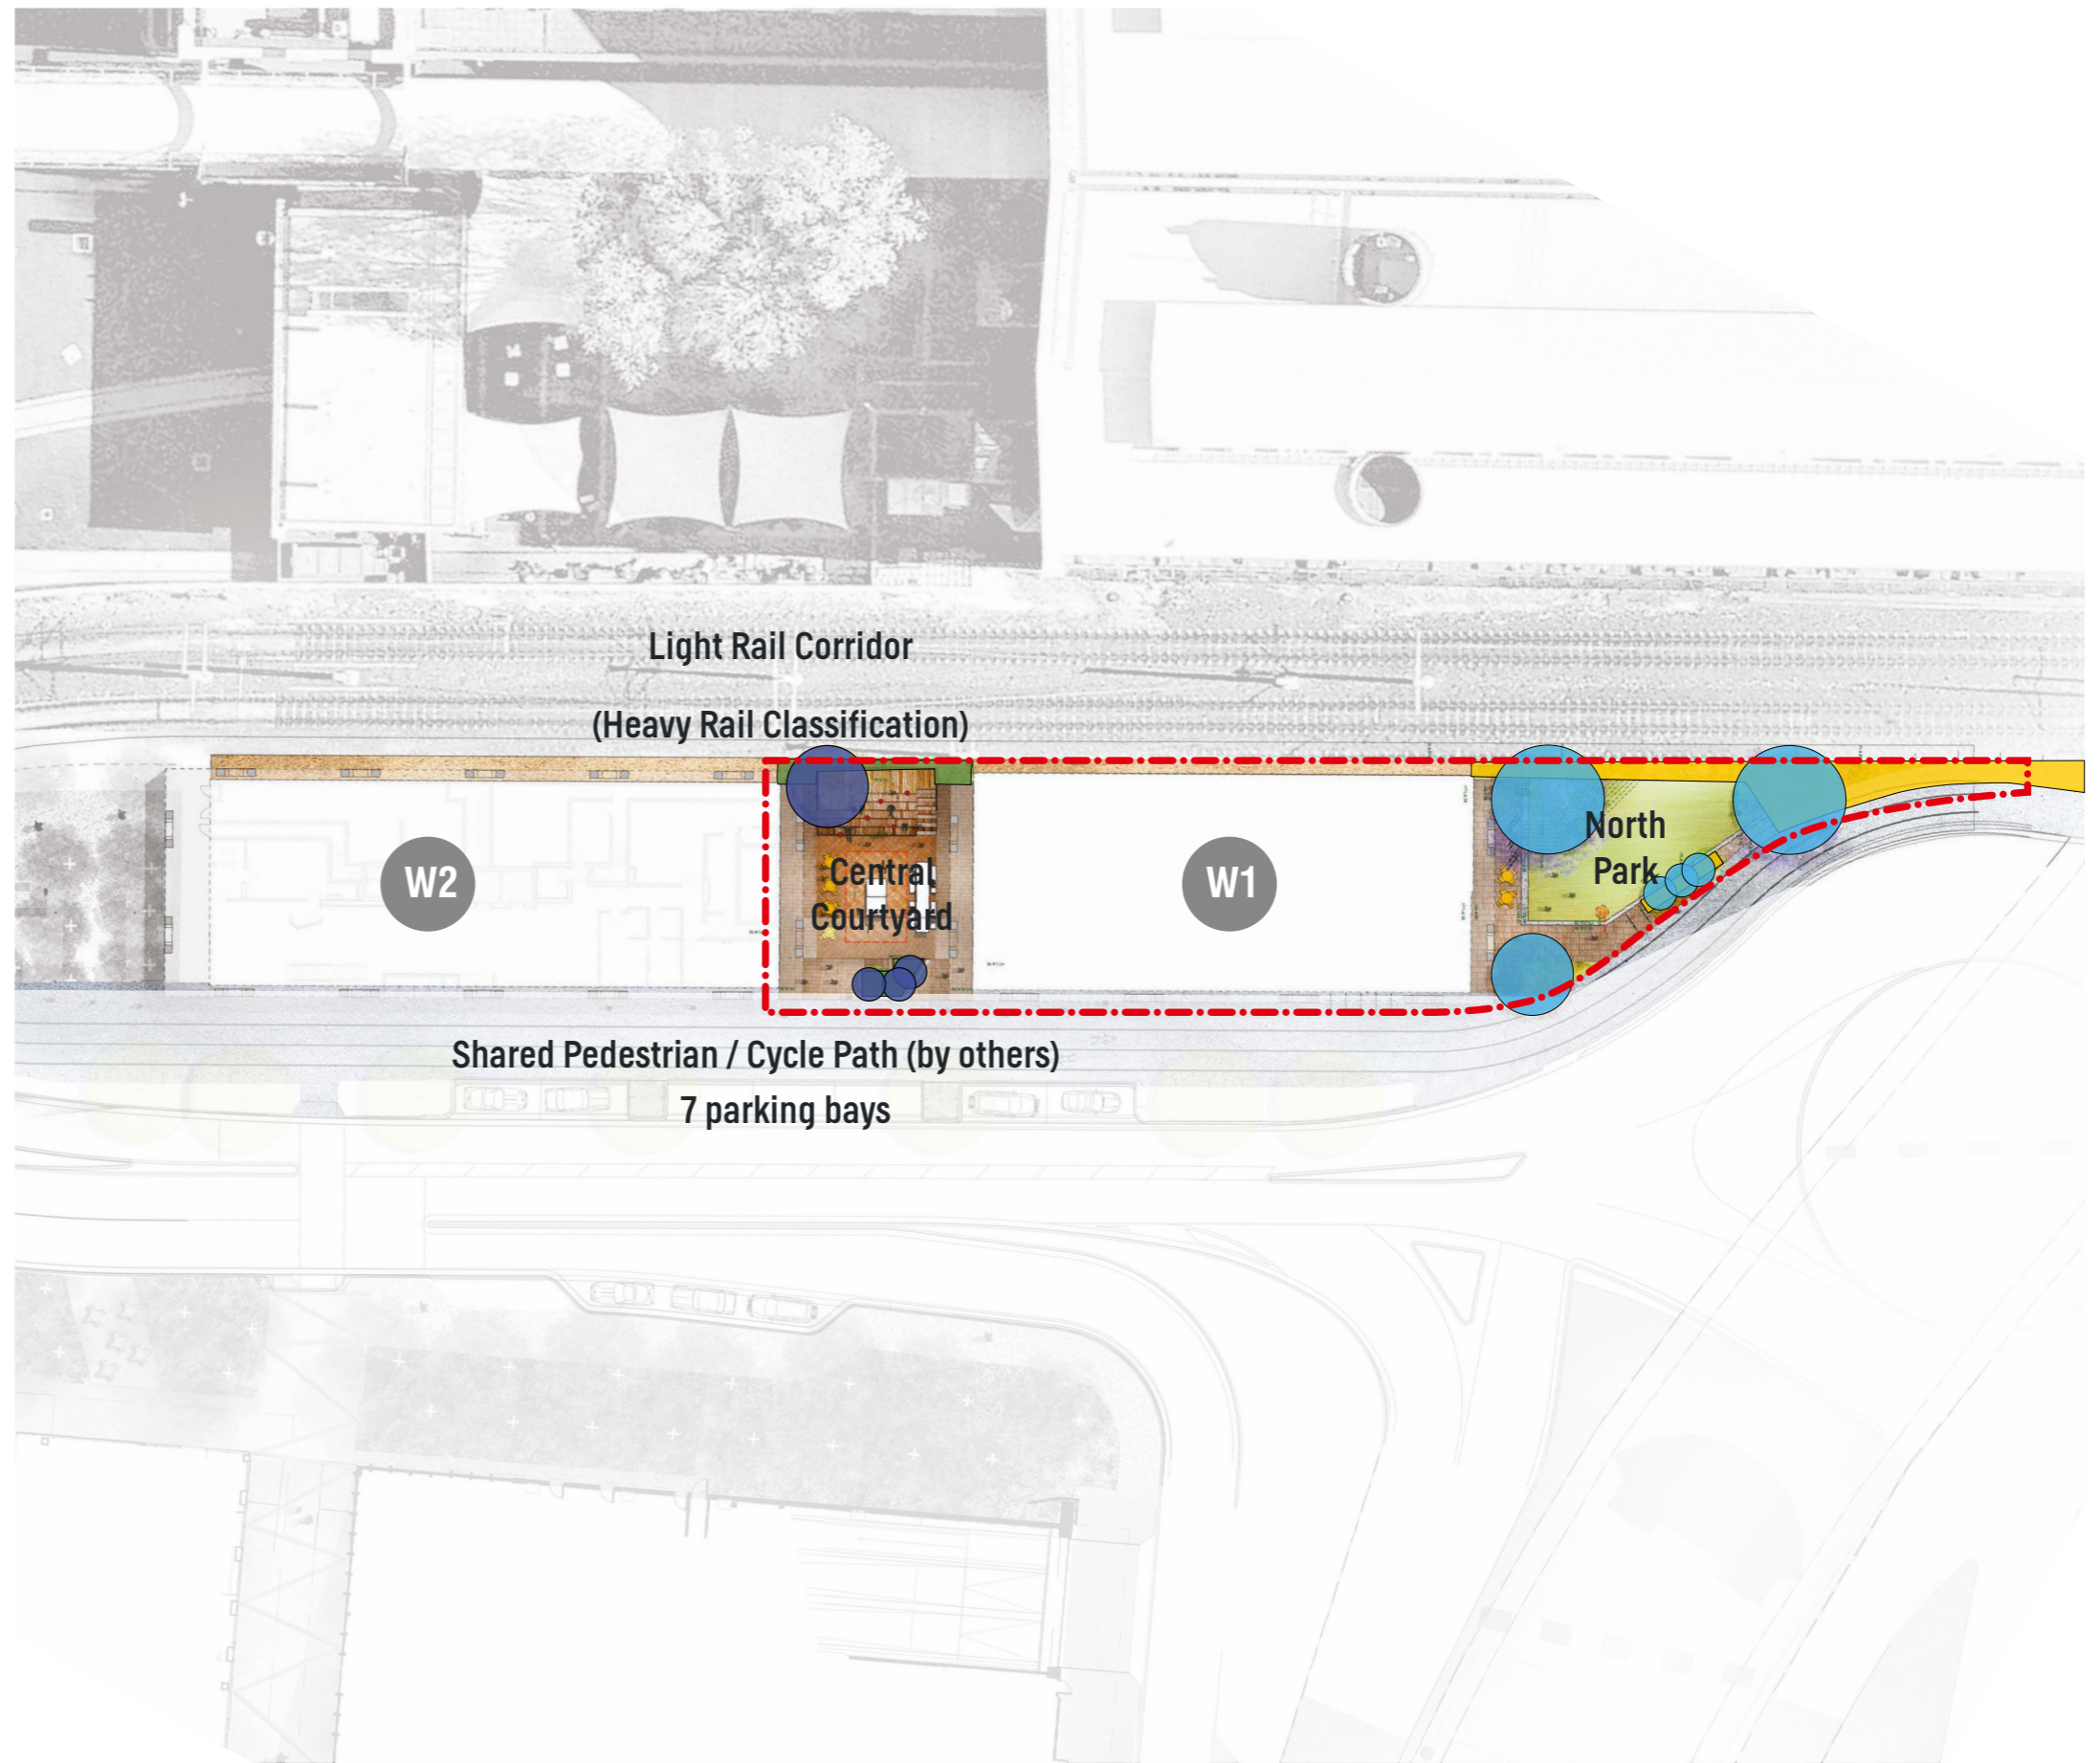 Light Rail Corridor
(Heavy Rail Classification)
W2
Central
Courtyard
W1
North
Park
Shared Pedestrian / Cycle Path (by others)
7 parking bays